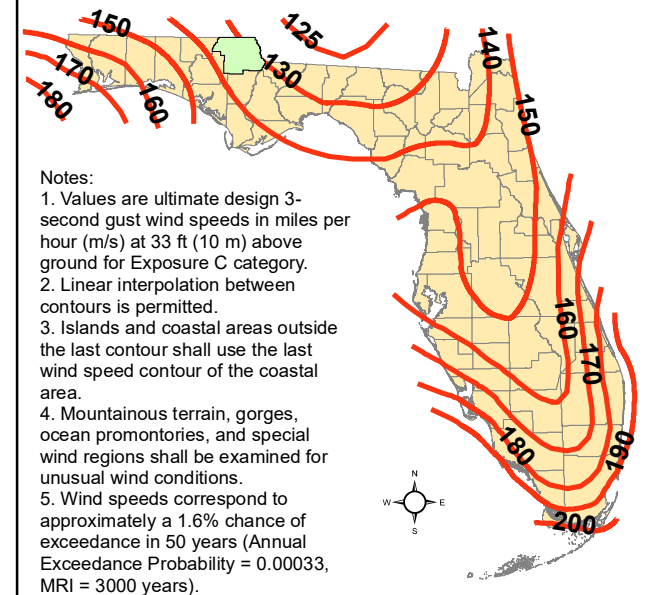 150
125
140
130
170
180
160
150
Notes:
1. Values are ultimate design 3-
second gust wind speeds in miles per
hour (m/s) at 33 ft (10 m) above
ground for Exposure C category.
2. Linear interpolation between
contours is permitted.
3. Islands and coastal areas outside
the last contour shall use the last
wind speed contour of the coastal
area.
4. Mountainous terrain, gorges,
ocean promontories, and special
wind regions shall be examined for
unusual wind conditions.
5. Wind speeds correspond to
approximately a 1.6% chance of
exceedance in 50 years (Annual
Exceedance Probability = 0.00033,
MRI = 3000 years).
160
170
180
190
200
N
W E
S